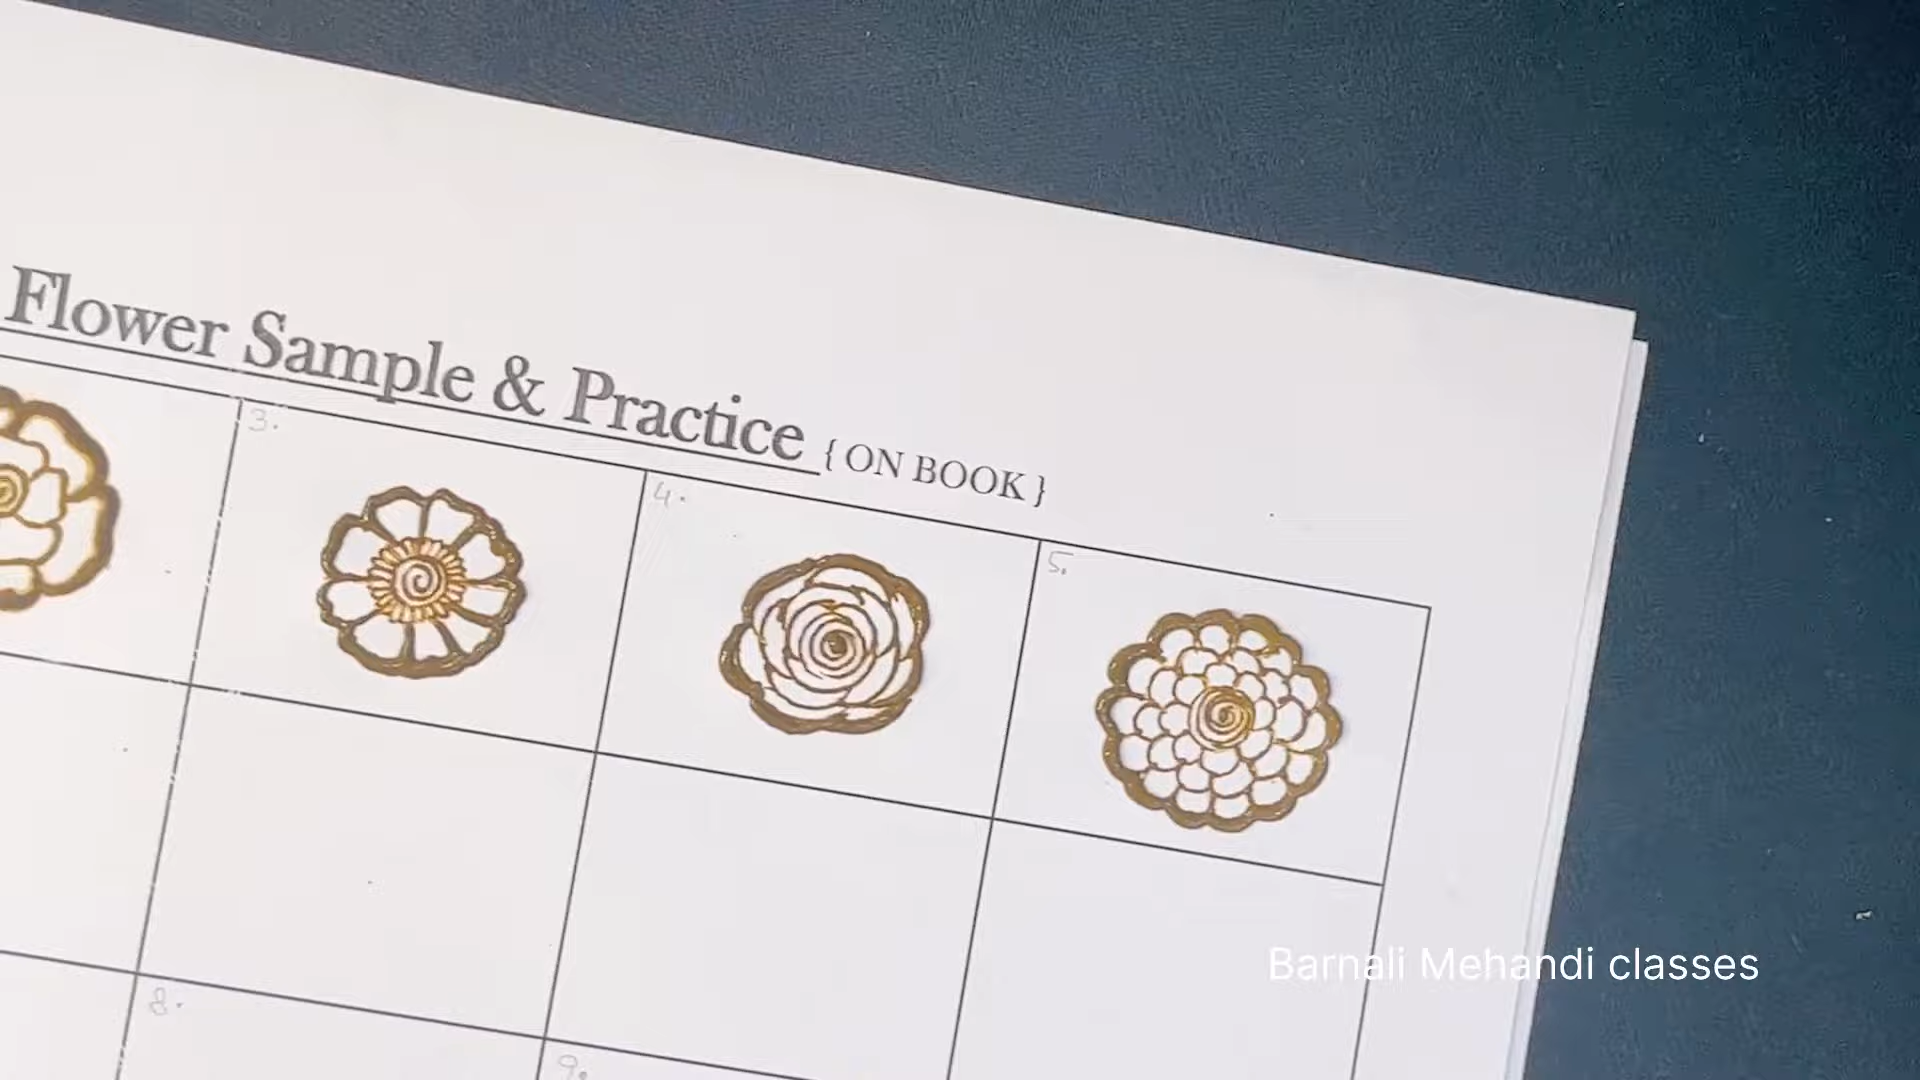 Flower Sample & Practice { ON BOOK }
3.
4.
5.
8.
9.
Barnali Mehandi classes